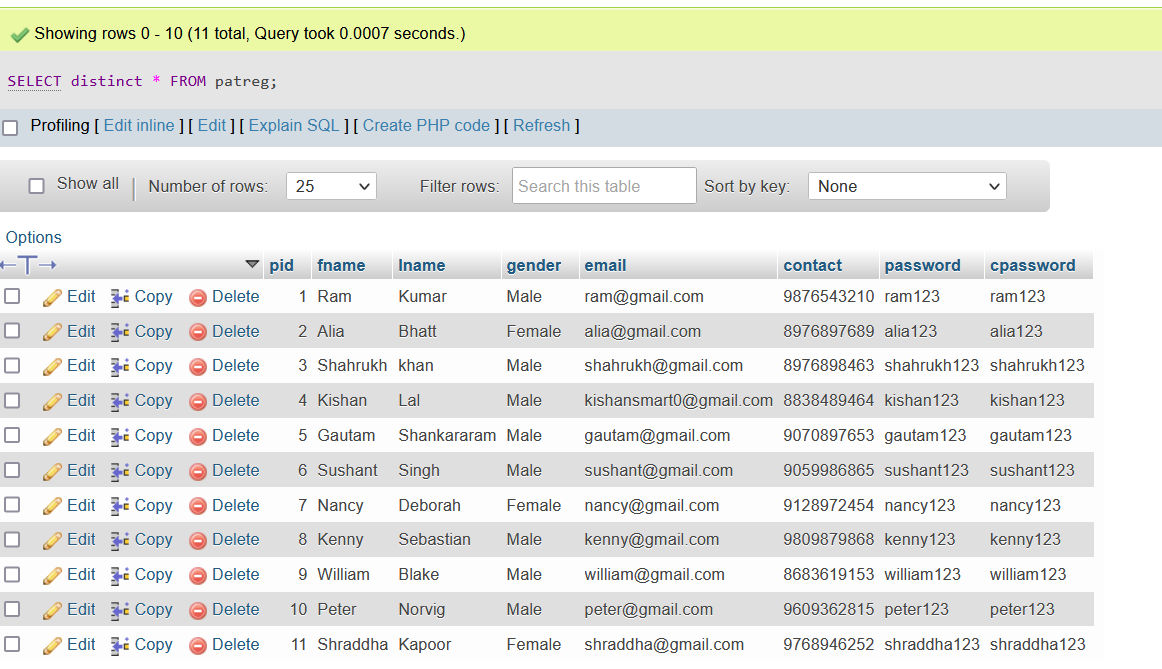 Showing rows 0 - 10 (11 total, Query took 0.0007 seconds.)
SELECT distinct * FROM patreg;
Profiling [ Edit inline ] [ Edit ] [ Explain SQL ] [ Create PHP code ] [ Refresh ]
Show all | Number of rows: 25 Filter rows: Search this table Sort by key: None
Options
←T→ pid fname lname gender email contact password cpassword
Edit Copy Delete 1 Ram Kumar Male ram@gmail.com 9876543210 ram123 ram123
Edit Copy Delete 2 Alia Bhatt Female alia@gmail.com 8976897689 alia123 alia123
Edit Copy Delete 3 Shahrukh khan Male shahrukh@gmail.com 8976898463 shahrukh123 shahrukh123
Edit Copy Delete 4 Kishan Lal Male kishansmart0@gmail.com 8838489464 kishan123 kishan123
Edit Copy Delete 5 Gautam Shankararam Male gautam@gmail.com 9070897653 gautam123 gautam123
Edit Copy Delete 6 Sushant Singh Male sushant@gmail.com 9059986865 sushant123 sushant123
Edit Copy Delete 7 Nancy Deborah Female nancy@gmail.com 9128972454 nancy123 nancy123
Edit Copy Delete 8 Kenny Sebastian Male kenny@gmail.com 9809879868 kenny123 kenny123
Edit Copy Delete 9 William Blake Male william@gmail.com 8683619153 william123 william123
Edit Copy Delete 10 Peter Norvig Male peter@gmail.com 9609362815 peter123 peter123
Edit Copy Delete 11 Shraddha Kapoor Female shraddha@gmail.com 9768946252 shraddha123 shraddha123